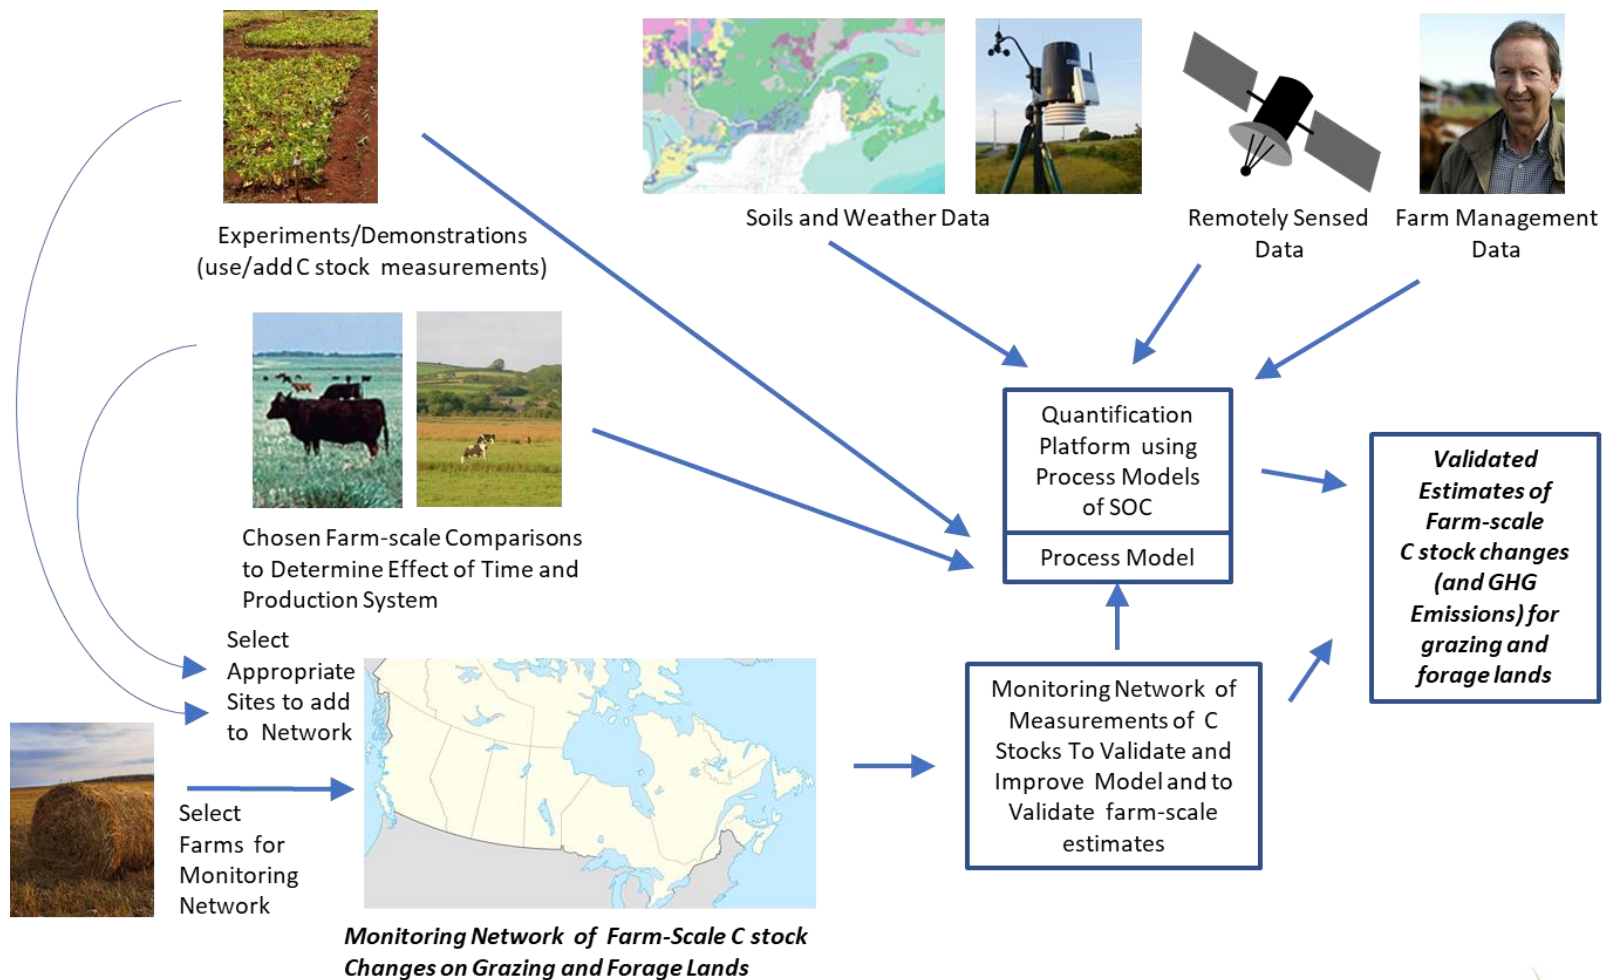 Experiments/Demonstrations
(use/add C stock measurements)
Soils and Weather Data
Remotely Sensed
Data
Farm Management
Data
Chosen Farm-scale Comparisons
to Determine Effect of Time and
Production System
Quantification
Platform using
Process Models
of SOC
Process Model
Validated
Estimates of
Farm-scale
C stock changes
(and GHG
Emissions) for
grazing and
forage lands
Select
Appropriate
Sites to add
to Network
Select
Farms for
Monitoring
Network
Monitoring Network of
Measurements of C
Stocks To Validate and
Improve Model and to
Validate farm-scale
estimates
Monitoring Network of Farm-Scale C stock
Changes on Grazing and Forage Lands